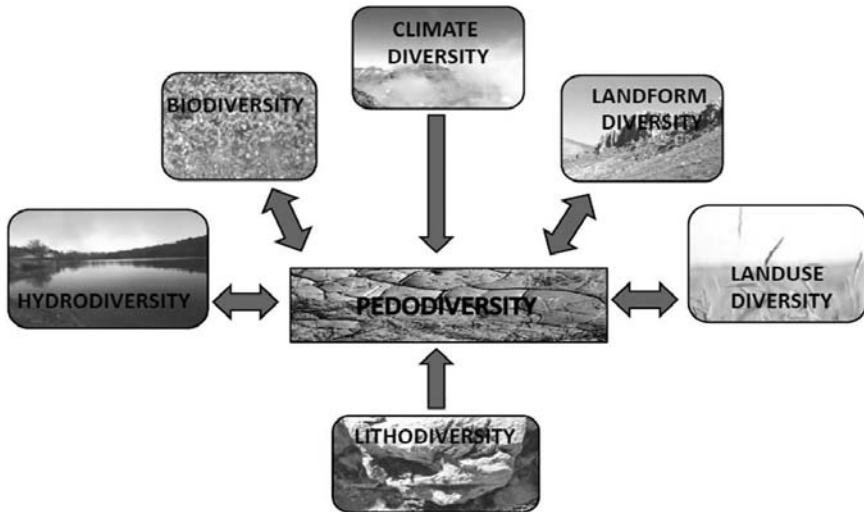 CLIMATE
DIVERSITY
BIODIVERSITY
LANDFORM
DIVERSITY
HYDRODIVERSITY
PEDODIVERSITY
LANDUSE
DIVERSITY
LITHODIVERSITY